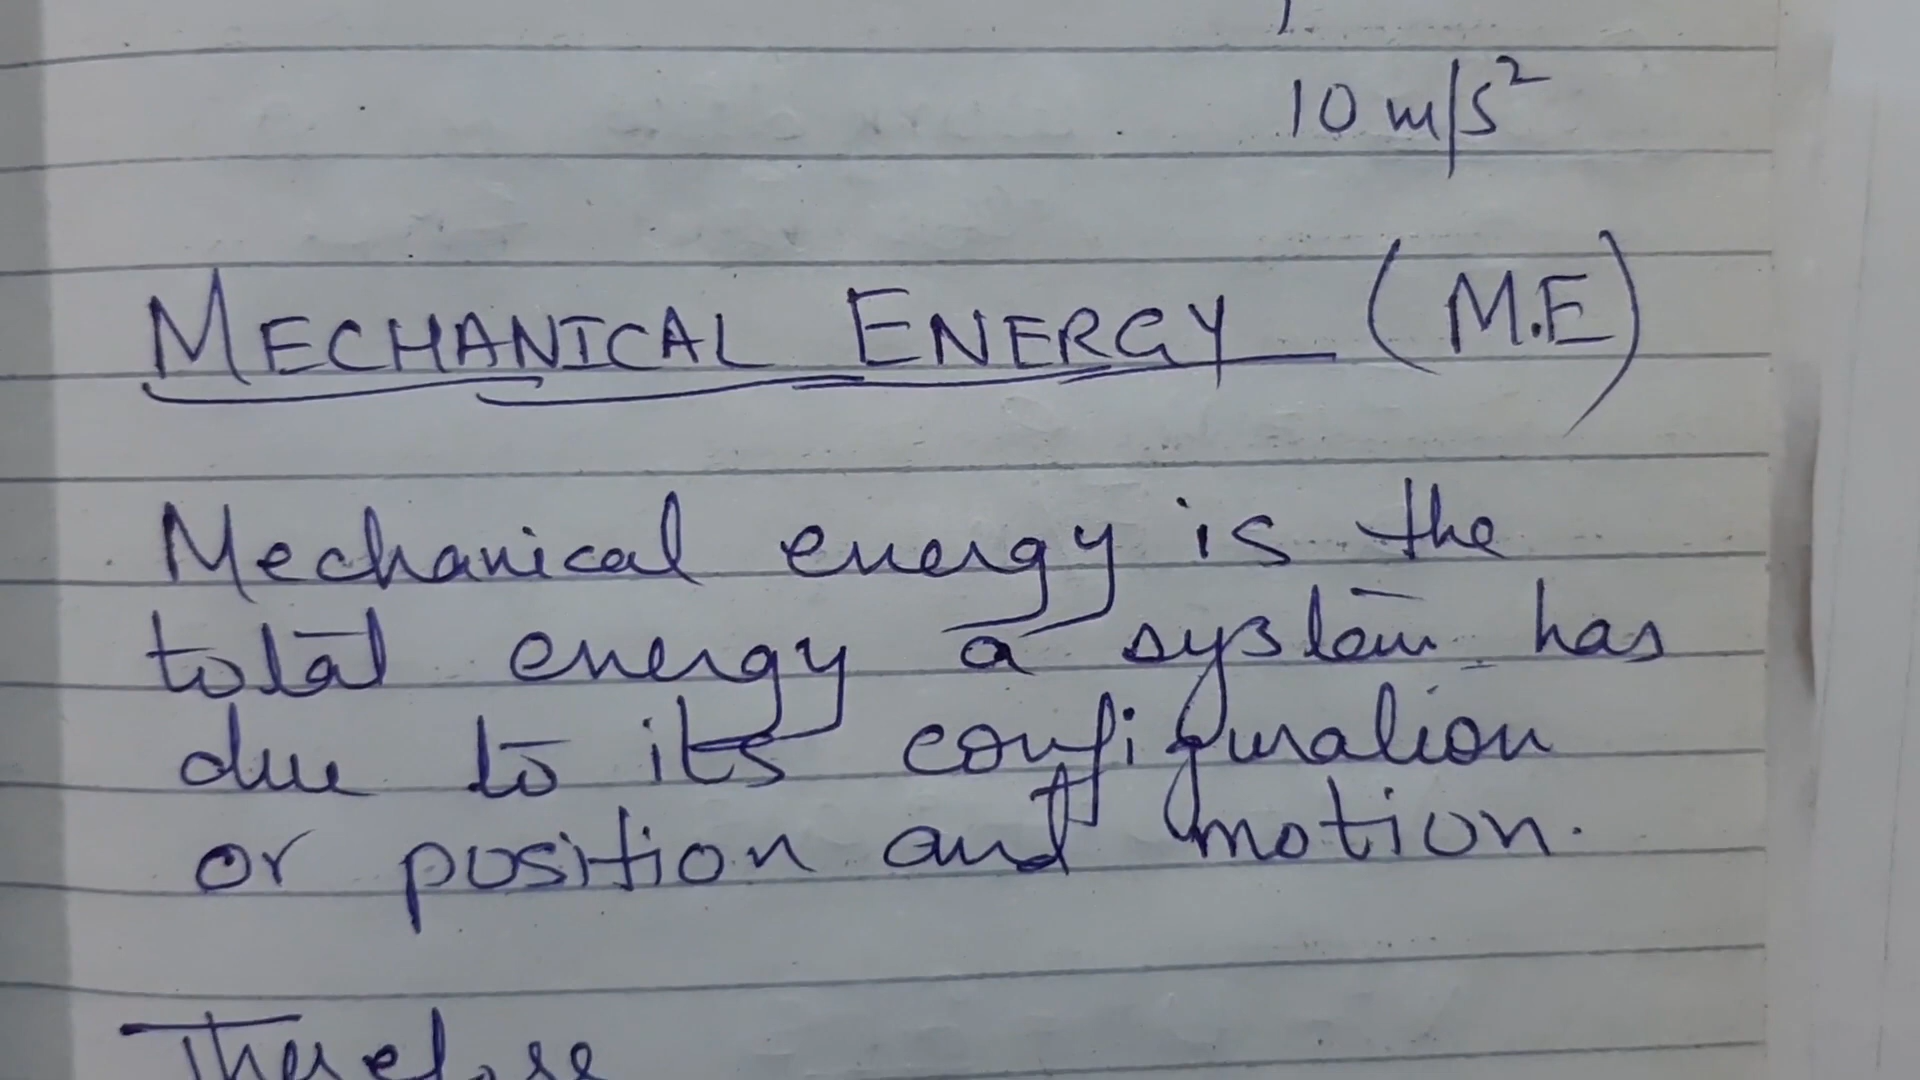 10 m/s²
MECHANICAL ENERGY (M.E)
Mechanical energy is the
total energy a system has
due to its configuration
or position and motion.
Therefore